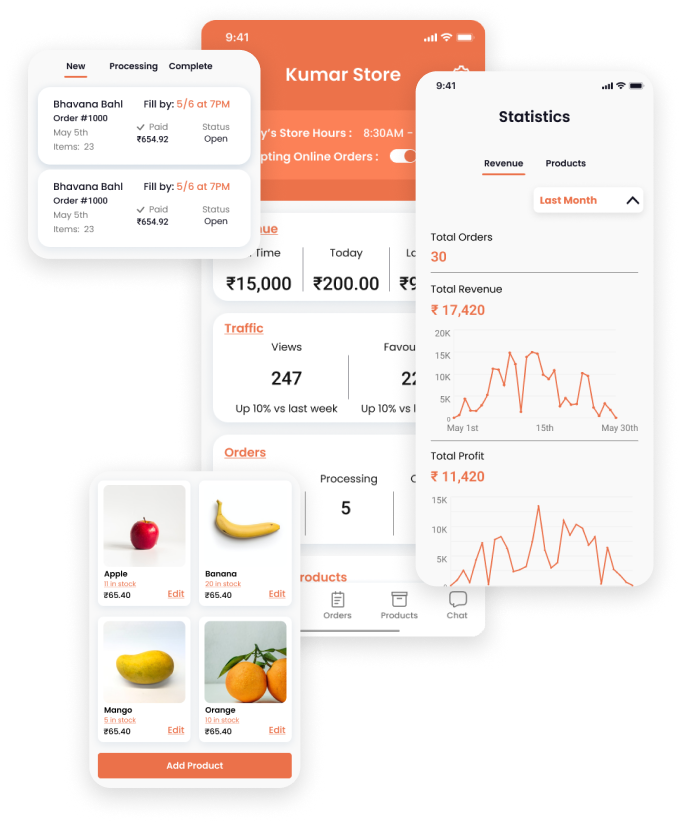 9:41
Kumar Store
y's Store Hours : 8:30AM -
pting Online Orders :
New Processing Complete
Bhavana Bahl Fill by: 5/6 at 7PM
Order #1000
May 5th Paid Status
Items: 23 ₹654.92 Open
Bhavana Bahl Fill by: 5/6 at 7PM
Order #1000
May 5th Paid Status
Items: 23 ₹654.92 Open
Time Today
₹15,000 ₹200.00
Traffic
Views Favou
247
Up 10% vs last week Up 10% vs
Orders
Processing
5
roducts
Orders Products Chat
9:41
Statistics
Revenue Products
Last Month
Total Orders
30
Total Revenue
₹ 17,420
20K
15K
10K
5K
0
May 1st 15th May 30th
Total Profit
₹ 11,420
15K
10K
5K
Apple Banana
11 in stock 20 in stock
₹65.40 Edit ₹65.40 Edit
Mango Orange
5 in stock 10 in stock
₹65.40 Edit ₹65.40 Edit
Add Product